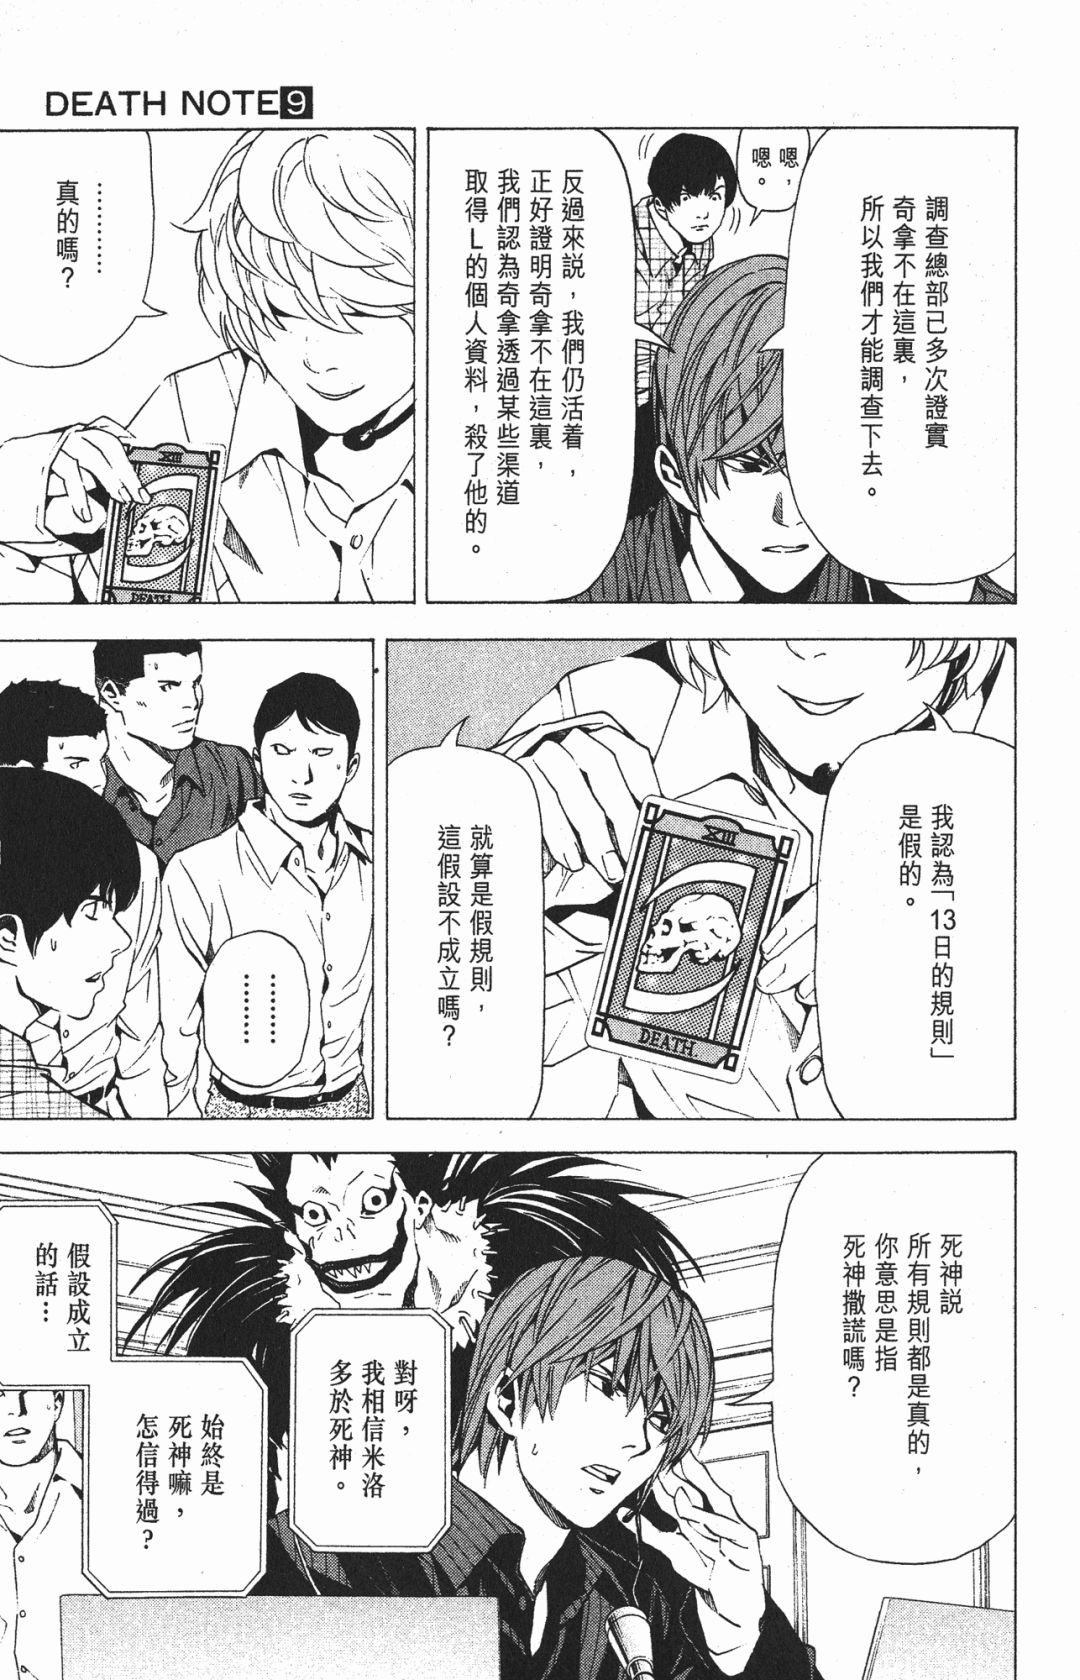 DEATH NOTE 9
嗯，
嗯。
調查總部已多次證實
奇拿不在這裏，
所以我們才能調查下去。
反過來説，我們仍活着，
正好證明奇拿不在這裏，
我們認為奇拿透過某些渠道
取得L的個人資料，殺了他的。
…………
真的嗎？
XIII
DEATH.
我認為「13日的規則」
是假的。
就算是假規則，
這假設不成立嗎？
XIII
DEATH.
…………
死神説
所有規則都是真的，
你意思是指
死神撒謊嗎？
對呀，
我相信米洛
多於死神。
始終是
死神嘛，
怎信得過？
假設成立
的話…